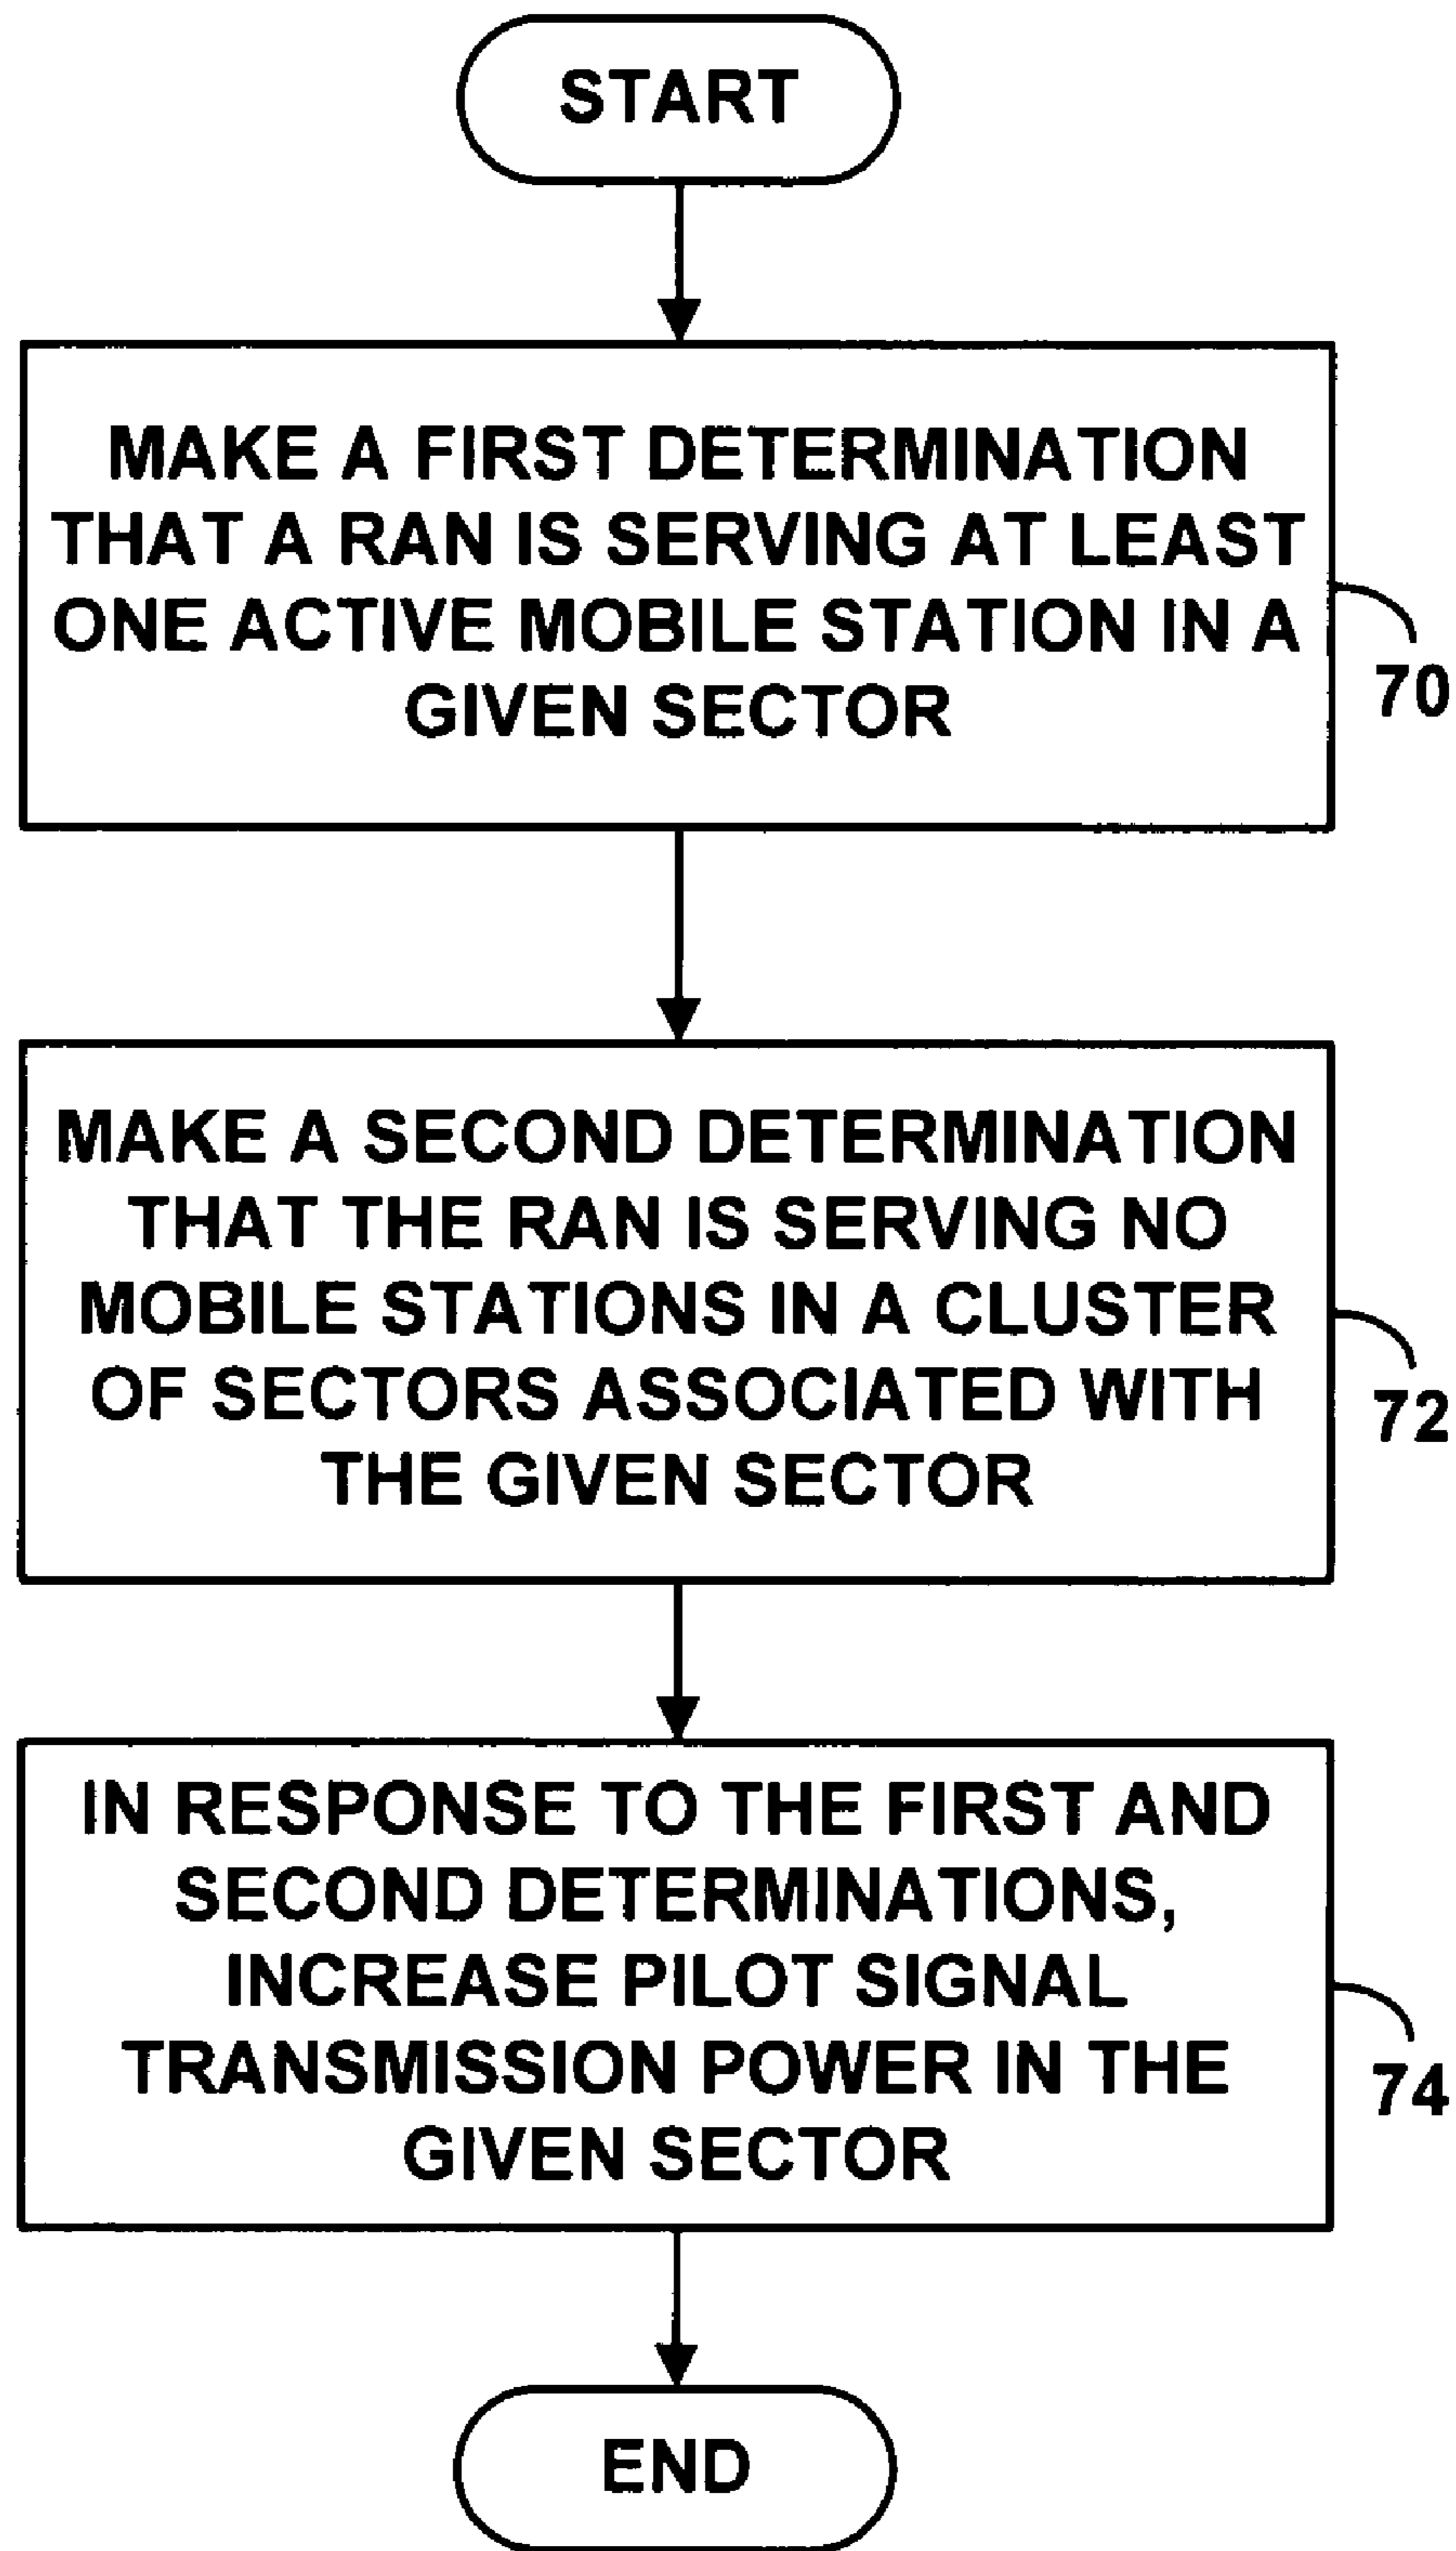 START
MAKE A FIRST DETERMINATION
THAT A RAN IS SERVING AT LEAST
ONE ACTIVE MOBILE STATION IN A
GIVEN SECTOR
70
MAKE A SECOND DETERMINATION
THAT THE RAN IS SERVING NO
MOBILE STATIONS IN A CLUSTER
OF SECTORS ASSOCIATED WITH
THE GIVEN SECTOR
72
IN RESPONSE TO THE FIRST AND
SECOND DETERMINATIONS,
INCREASE PILOT SIGNAL
TRANSMISSION POWER IN THE
GIVEN SECTOR
74
END